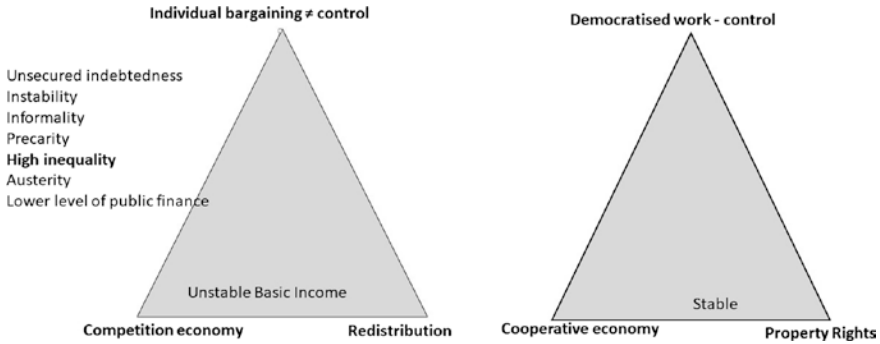 Individual bargaining ≠ control
Unsecured indebtedness
Instability
Informality
Precarity
High inequality
Austerity
Lower level of public finance
Unstable Basic Income
Competition economy
Redistribution
Democratised work - control
Stable
Cooperative economy
Property Rights